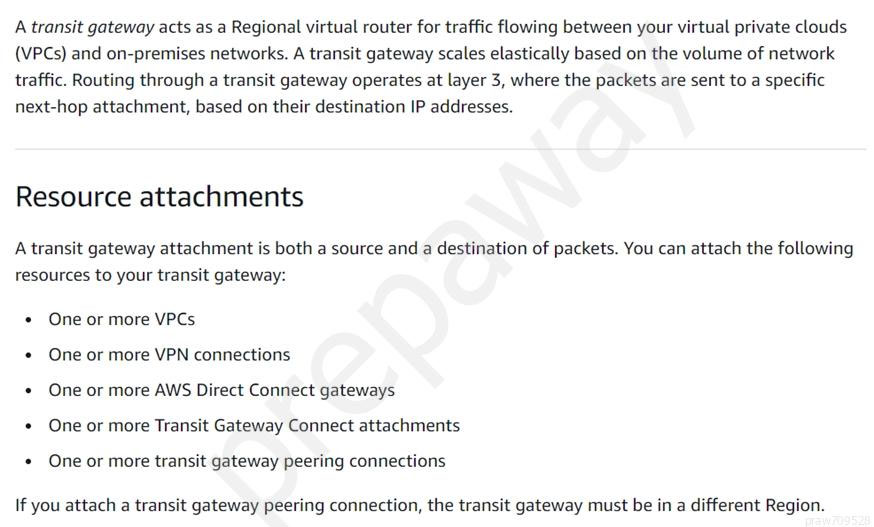 A transit gateway acts as a Regional virtual router for traffic flowing between your virtual private clouds
(VPCs) and on-premises networks. A transit gateway scales elastically based on the volume of network
traffic. Routing through a transit gateway operates at layer 3, where the packets are sent to a specific
next-hop attachment, based on their destination IP addresses.
Resource attachments
A transit gateway attachment is both a source and a destination of packets. You can attach the following
resources to your transit gateway:
• One or more VPCs
• One or more VPN connections
• One or more AWS Direct Connect gateways
• One or more Transit Gateway Connect attachments
• One or more transit gateway peering connections
If you attach a transit gateway peering connection, the transit gateway must be in a different Region.
prepaway
praw709528